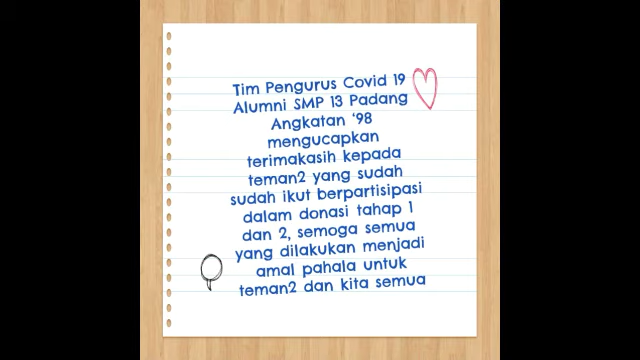 Tim Pengurus Covid 19
Alumni SMP 13 Padang
Angkatan '98
mengucapkan
terimakasih kepada
teman2 yang sudah
sudah ikut berpartisipasi
dalam donasi tahap 1
dan 2, semoga semua
yang dilakukan menjadi
amal pahala untuk
teman2 dan kita semua